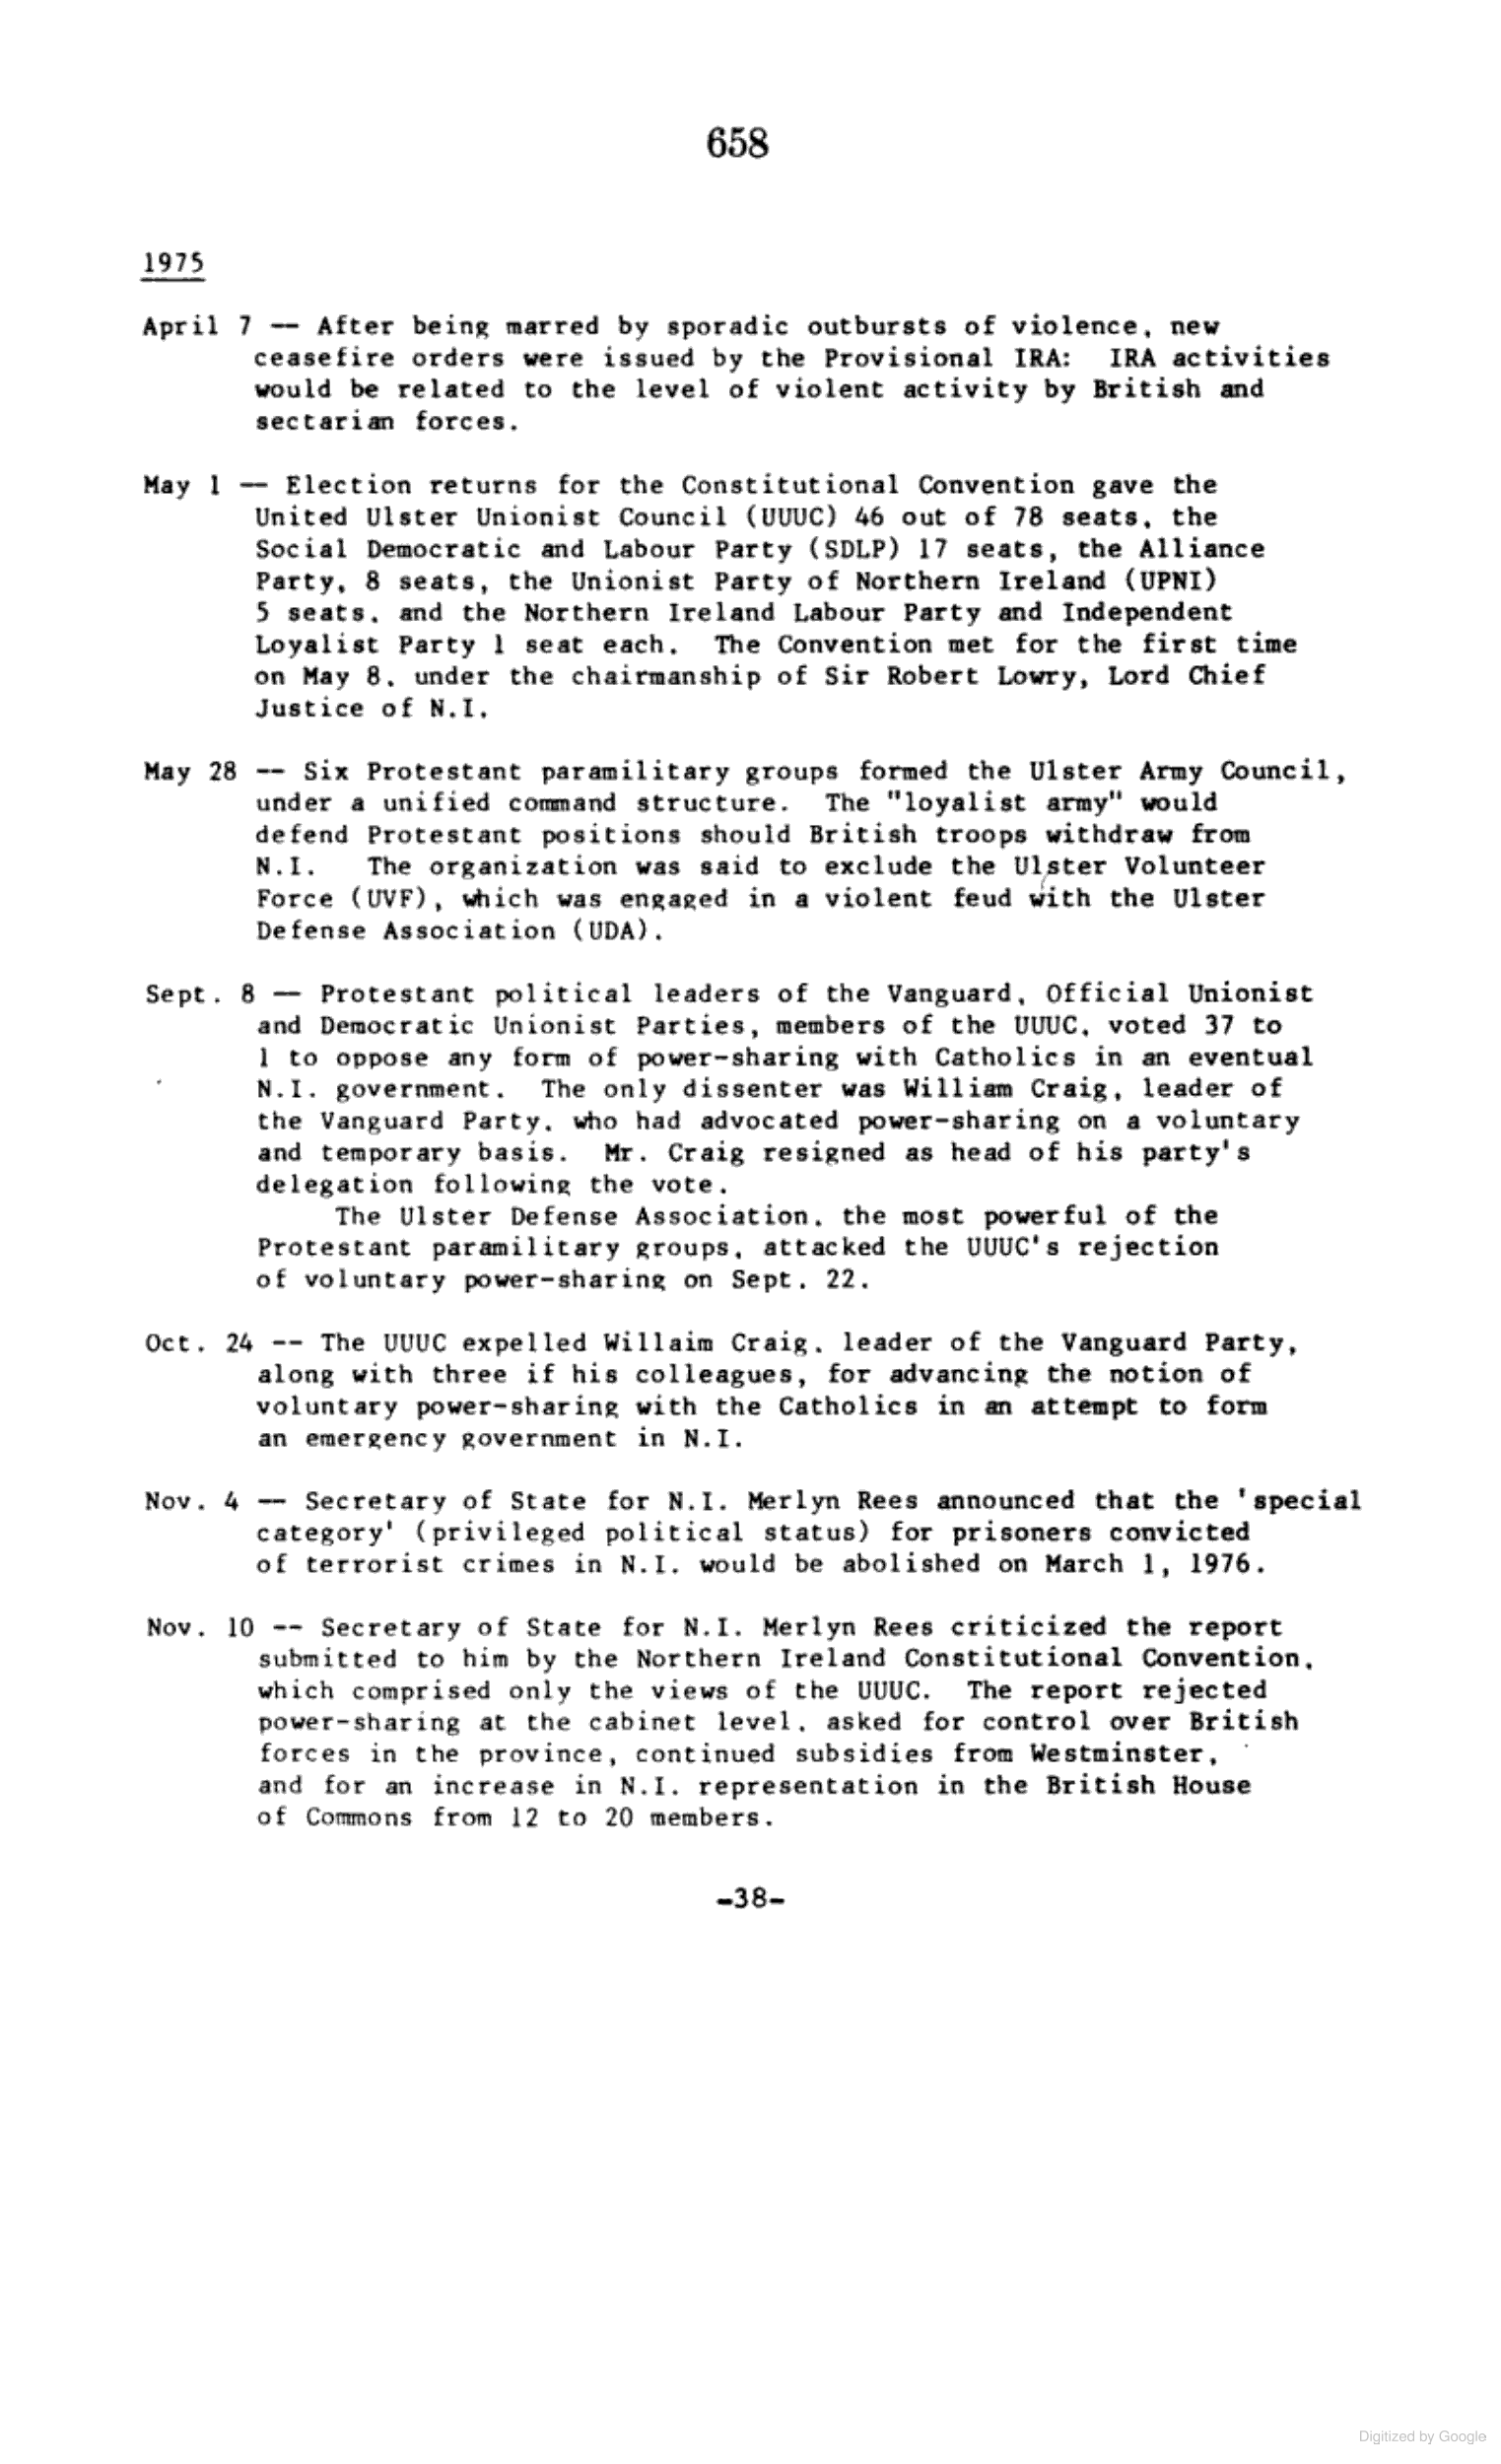 658
1975
April 7 -- After being marred by sporadic outbursts of violence, new
ceasefire orders were issued by the Provisional IRA: IRA activities
would be related to the level of violent activity by British and
sectarian forces.
May 1 -- Election returns for the Constitutional Convention gave the
United Ulster Unionist Council (UUUC) 46 out of 78 seats, the
Social Democratic and Labour Party (SDLP) 17 seats, the Alliance
Party, 8 seats, the Unionist Party of Northern Ireland (UPNI)
5 seats, and the Northern Ireland Labour Party and Independent
Loyalist Party 1 seat each. The Convention met for the first time
on May 8, under the chairmanship of Sir Robert Lowry, Lord Chief
Justice of N.I.
May 28 -- Six Protestant paramilitary groups formed the Ulster Army Council,
under a unified command structure. The "loyalist army" would
defend Protestant positions should British troops withdraw from
N.I. The organization was said to exclude the Ulster Volunteer
Force (UVF), which was engaged in a violent feud with the Ulster
Defense Association (UDA).
Sept. 8 -- Protestant political leaders of the Vanguard, Official Unionist
and Democratic Unionist Parties, members of the UUUC, voted 37 to
1 to oppose any form of power-sharing with Catholics in an eventual
N.I. government. The only dissenter was William Craig, leader of
the Vanguard Party, who had advocated power-sharing on a voluntary
and temporary basis. Mr. Craig resigned as head of his party's
delegation following the vote.
The Ulster Defense Association, the most powerful of the
Protestant paramilitary groups, attacked the UUUC's rejection
of voluntary power-sharing on Sept. 22.
Oct. 24 -- The UUUC expelled Willaim Craig, leader of the Vanguard Party,
along with three if his colleagues, for advancing the notion of
voluntary power-sharing with the Catholics in an attempt to form
an emergency government in N.I.
Nov. 4 -- Secretary of State for N.I. Merlyn Rees announced that the 'special
category' (privileged political status) for prisoners convicted
of terrorist crimes in N.I. would be abolished on March 1, 1976.
Nov. 10 -- Secretary of State for N.I. Merlyn Rees criticized the report
submitted to him by the Northern Ireland Constitutional Convention,
which comprised only the views of the UUUC. The report rejected
power-sharing at the cabinet level, asked for control over British
forces in the province, continued subsidies from Westminster,
and for an increase in N.I. representation in the British House
of Commons from 12 to 20 members.
-38-
Digitized by Google